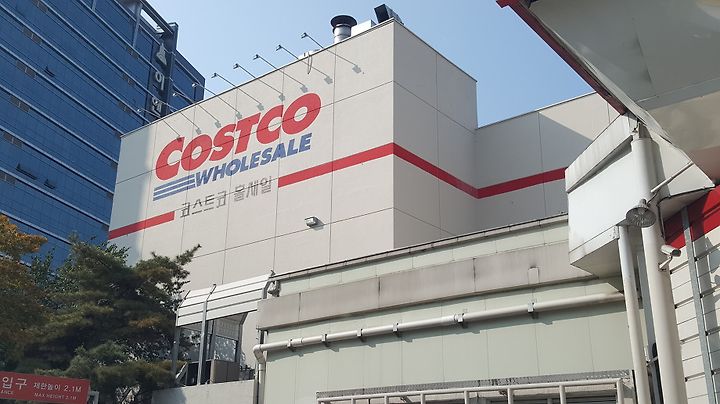 COSTCO
WHOLESALE
코스트코 홀세일
입구 제한높이 2.1M
ANCE MAX HEIGHT 2.1M